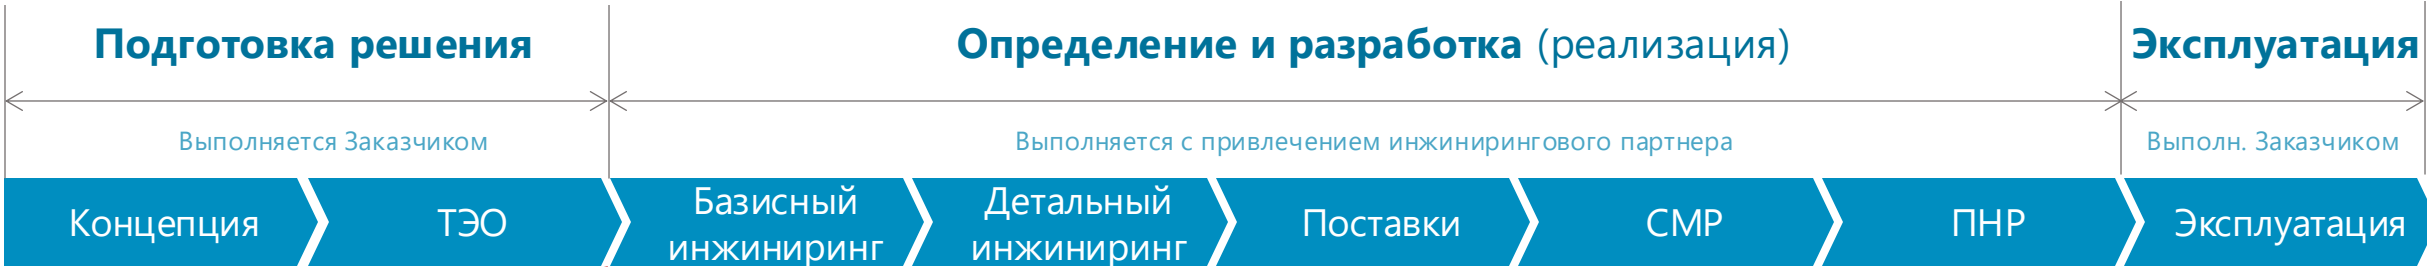 Подготовка решения
Определение и разработка (реализация)
Эксплуатация
Выполняется Заказчиком
Выполняется с привлечением инжинирингового партнера
Выполн. Заказчиком
Концепция
ТЭО
Базисный
инжиниринг
Детальный
инжиниринг
Поставки
СМР
ПНР
Эксплуатация